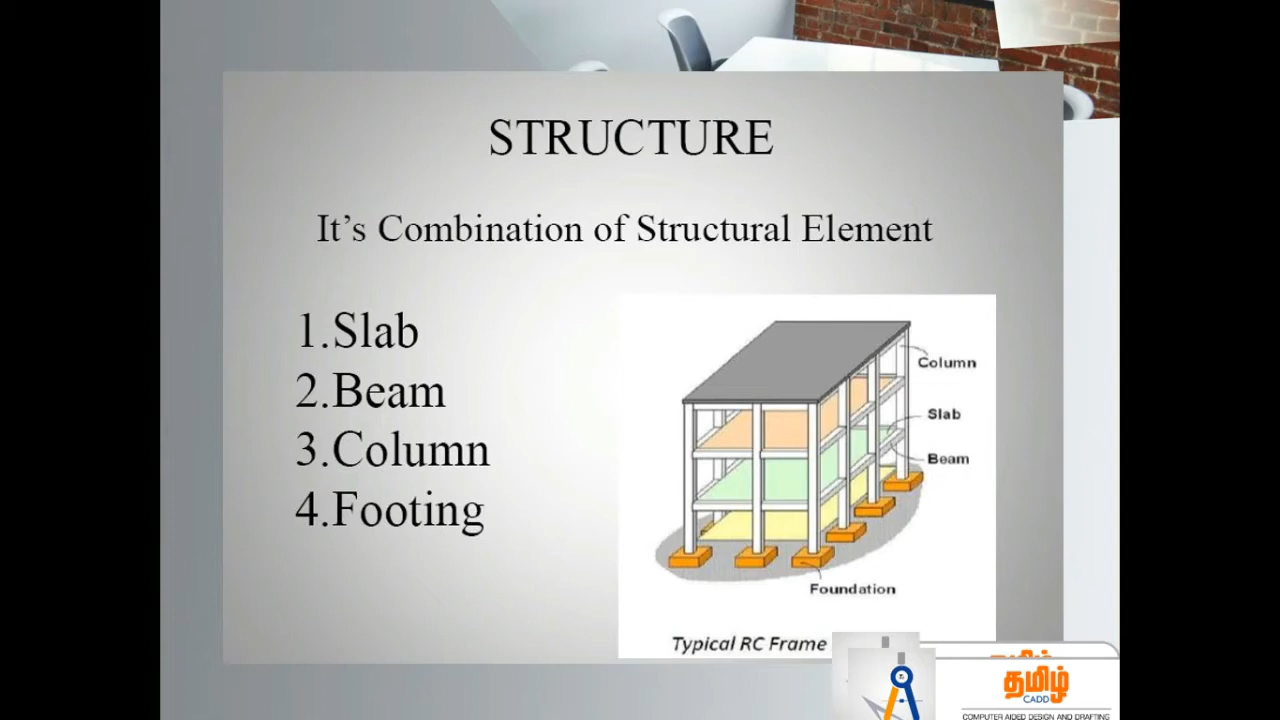 STRUCTURE
It’s Combination of Structural Element
1.Slab
2.Beam
3.Column
4.Footing
Column
Slab
Beam
Foundation
Typical RC Frame
தமிழ்
CADD
COMPUTER AIDED DESIGN AND DRAFTING